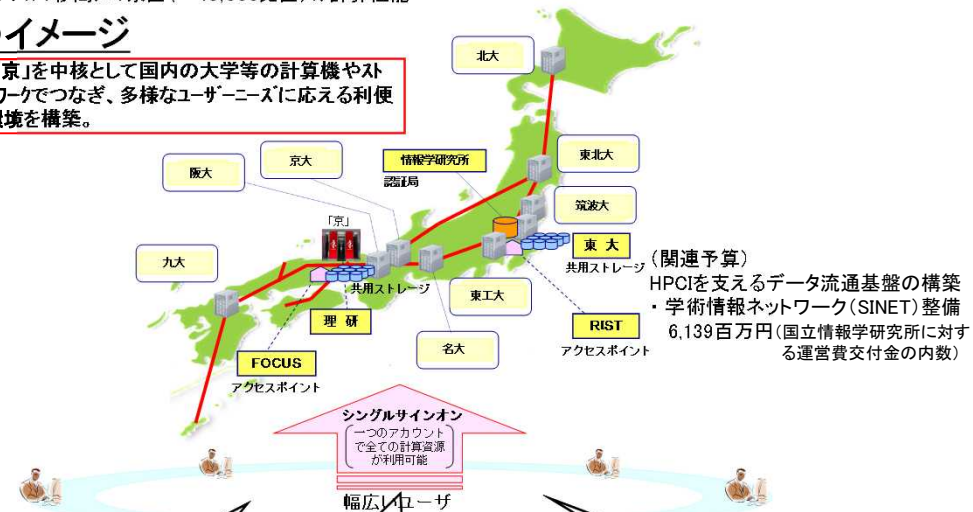 イメージ
京」を中核として国内の大学等の計算機やスト
ワークでつなぎ、多様なユーザーニーズに応える利便
環境を構築。
北大
東北大
筑波大
情報学研究所
認証局
京大
阪大
「京」
九大
東 大
共用ストレージ
共用ストレージ
理 研
東工大
名大
RIST
アクセスポイント
FOCUS
アクセスポイント
(関連予算)
HPCIを支えるデータ流通基盤の構築
・学術情報ネットワーク(SINET)整備
6,139百万円(国立情報学研究所に対す
る運営費交付金の内数)
シングルサインオン
一つのアカウント
で全ての計算資源
が利用可能
幅広いユーザ